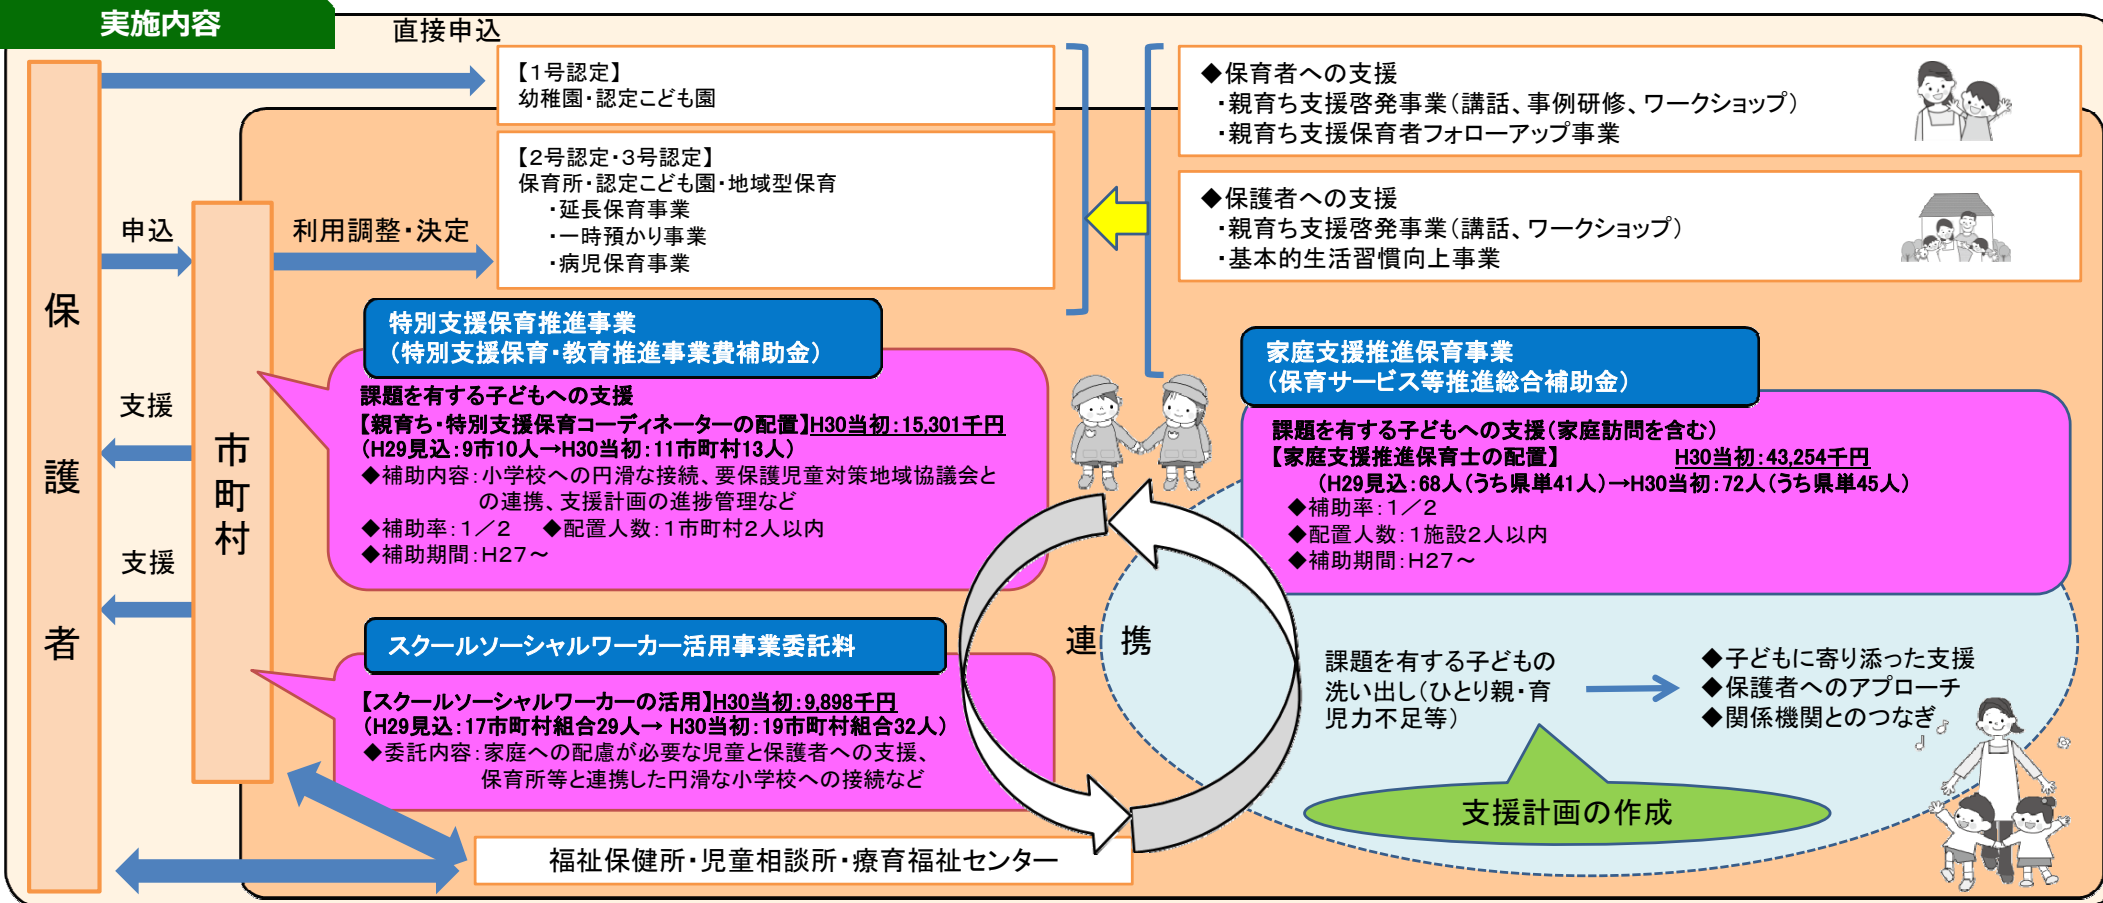 実施内容
直接申込
【1号認定】
幼稚園・認定こども園
【2号認定・3号認定】
保育所・認定こども園・地域型保育
・延長保育事業
・一時預かり事業
・病児保育事業
◆保育者への支援
・親育ち支援啓発事業(講話、事例研修、ワークショップ)
・親育ち支援保育者フォローアップ事業
◆保護者への支援
・親育ち支援啓発事業(講話、ワークショップ)
・基本的生活習慣向上事業
保護者
市町村
申込
利用調整・決定
支援
支援
特別支援保育推進事業
(特別支援保育・教育推進事業費補助金)
課題を有する子どもへの支援
【親育ち・特別支援保育コーディネーターの配置】H30当初:15,301千円
(H29見込:9市10人→H30当初:11市町村13人)
◆補助内容:小学校への円滑な接続、要保護児童対策地域協議会と
の連携、支援計画の進捗管理など
◆補助率:1/2 ◆配置人数:1市町村2人以内
◆補助期間:H27~
家庭支援推進保育事業
(保育サービス等推進総合補助金)
課題を有する子どもへの支援(家庭訪問を含む)
【家庭支援推進保育士の配置】 H30当初:43,254千円
(H29見込:68人(うち県単41人)→H30当初:72人(うち県単45人)
◆補助率:1/2
◆配置人数:1施設2人以内
◆補助期間:H27~
スクールソーシャルワーカー活用事業委託料
【スクールソーシャルワーカーの活用】H30当初:9,898千円
(H29見込:17市町村組合29人→ H30当初:19市町村組合32人)
◆委託内容:家庭への配慮が必要な児童と保護者への支援、
保育所等と連携した円滑な小学校への接続など
連携
課題を有する子どもの
洗い出し(ひとり親・育
児力不足等)
◆子どもに寄り添った支援
◆保護者へのアプローチ
◆関係機関とのつなぎ
支援計画の作成
福祉保健所・児童相談所・療育福祉センター